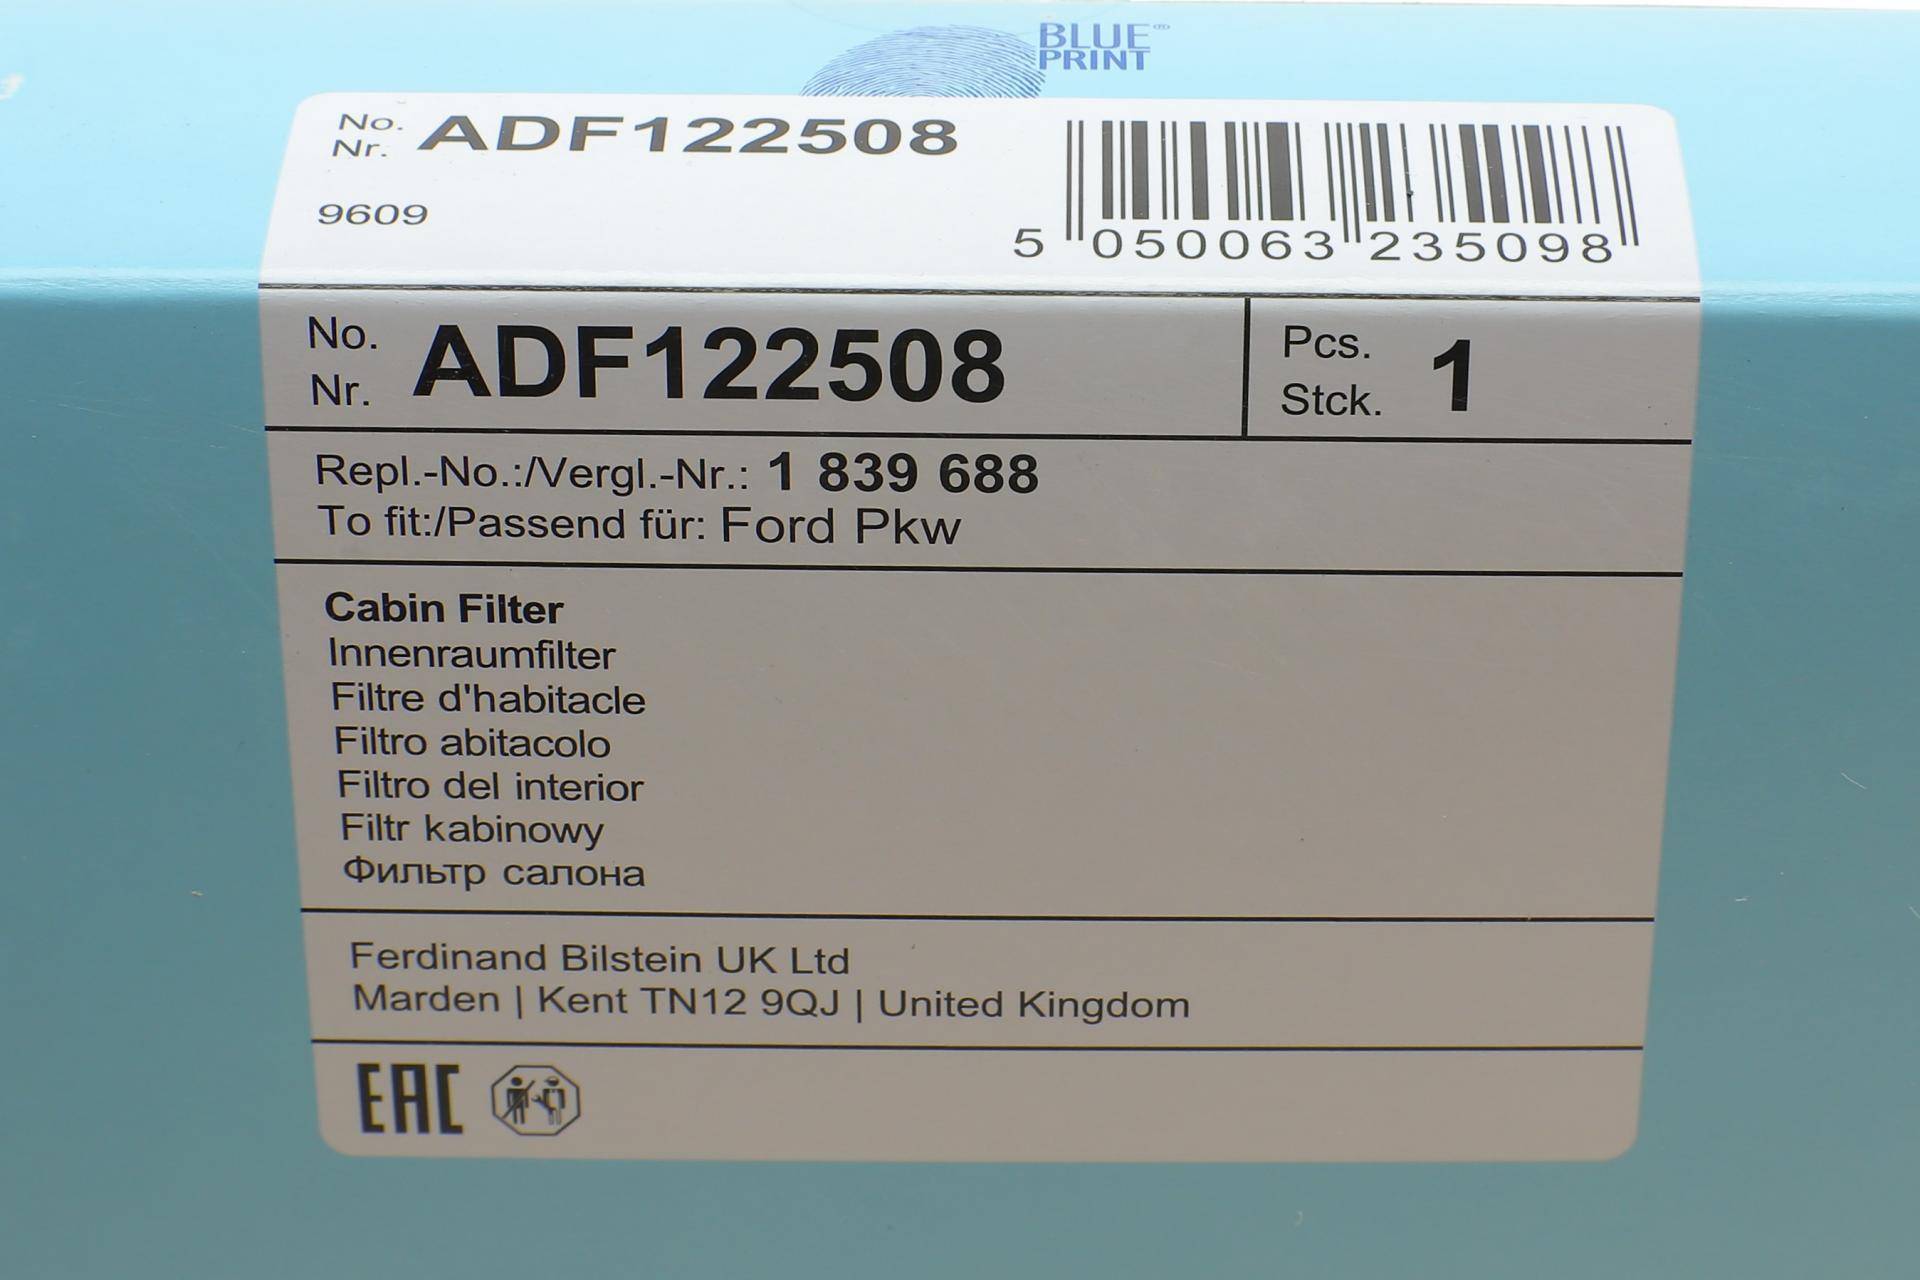 BLUE®
PRINT
No.
Nr. ADF122508
9609
5 050063 235098
No.
Nr. ADF122508
Pcs.
Stck. 1
Repl.-No.:/Vergl.-Nr.: 1 839 688
To fit:/Passend für: Ford Pkw
Cabin Filter
Innenraumfilter
Filtre d'habitacle
Filtro abitacolo
Filtro del interior
Filtr kabinowy
Фильтр салона
Ferdinand Bilstein UK Ltd
Marden | Kent TN12 9QJ | United Kingdom
EAC